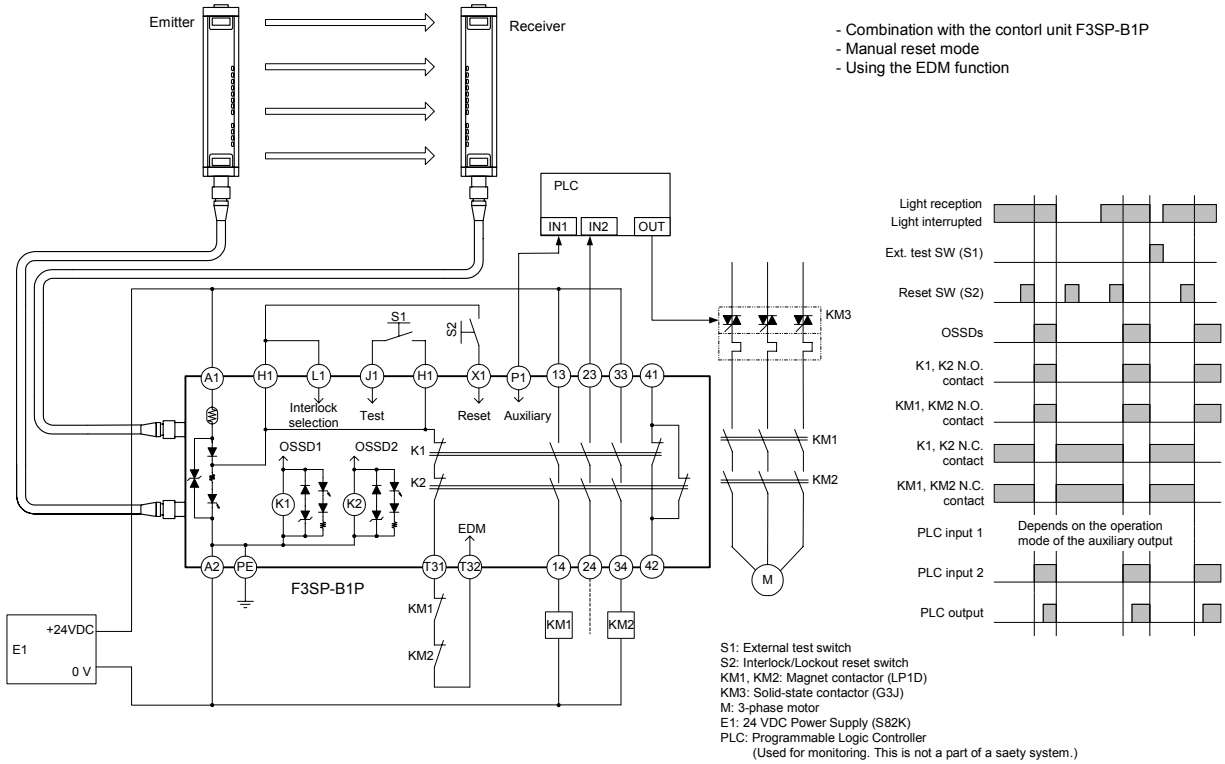 Emitter
Receiver
- Combination with the contorl unit F3SP-B1P
- Manual reset mode
- Using the EDM function
PLC
IN1 IN2 OUT
KM3
S1
S2
A1 H1 L1 J1 H1 X1 P1 13 23 33 41
Interlock
selection
Test
Reset
Auxiliary
OSSD1
OSSD2
K1
K2
K1
K2
EDM
KM1
KM2
A2 PE T31 T32 14 24 34 42
F3SP-B1P
M
KM1
KM2
KM1
KM2
E1
+24VDC
0 V
Light reception
Light interrupted
Ext. test SW (S1)
Reset SW (S2)
OSSDs
K1, K2 N.O.
contact
KM1, KM2 N.O.
contact
K1, K2 N.C.
contact
KM1, KM2 N.C.
contact
PLC input 1
Depends on the operation
mode of the auxiliary output
PLC input 2
PLC output
S1: External test switch
S2: Interlock/Lockout reset switch
KM1, KM2: Magnet contactor (LP1D)
KM3: Solid-state contactor (G3J)
M: 3-phase motor
E1: 24 VDC Power Supply (S82K)
PLC: Programmable Logic Controller
(Used for monitoring. This is not a part of a saety system.)